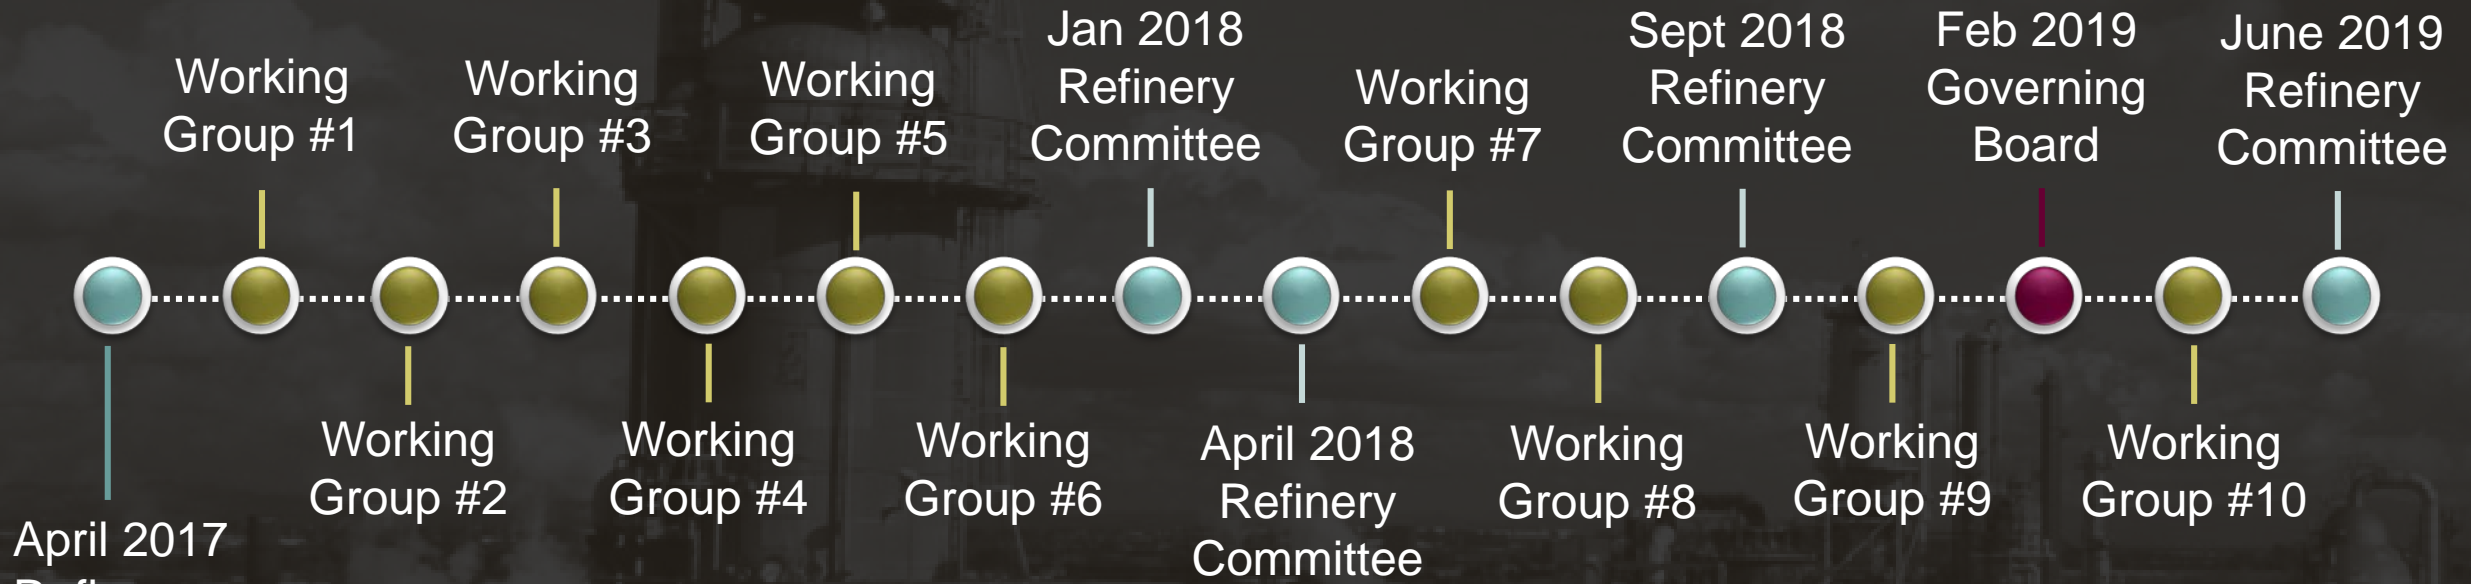 April 2017
Working
Group #1
Working
Group #2
Working
Group #3
Working
Group #4
Working
Group #5
Working
Group #6
Jan 2018
Refinery
Committee
April 2018
Refinery
Committee
Working
Group #7
Working
Group #8
Sept 2018
Refinery
Committee
Working
Group #9
Feb 2019
Governing
Board
Working
Group #10
June 2019
Refinery
Committee